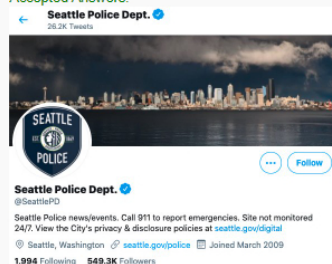 Accepted Answers:
Seattle Police Dept.
26.2K Tweets
SEATTLE
POLICE
Follow
Seattle Police Dept.
@SeattlePD
Seattle Police news/events. Call 911 to report emergencies. Site not monitored
24/7. View the City's privacy & disclosure policies at seattle.gov/digital
Seattle, Washington seattle.gov/police Joined March 2009
1,994 Following 549.3K Followers